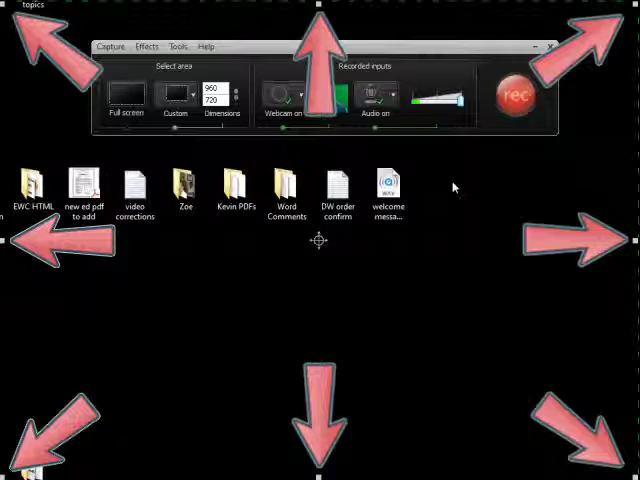 topics
Capture Effects Tools Help
Select area
Recorded inputs
960
720
rec
Full screen
Custom
Dimensions
Webcam on
Audio on
EWC HTML
new ed pdf
to add
video
corrections
Zoe
Kevin PDFs
Word
Comments
DW order
confirm
WAV
welcome
messa...